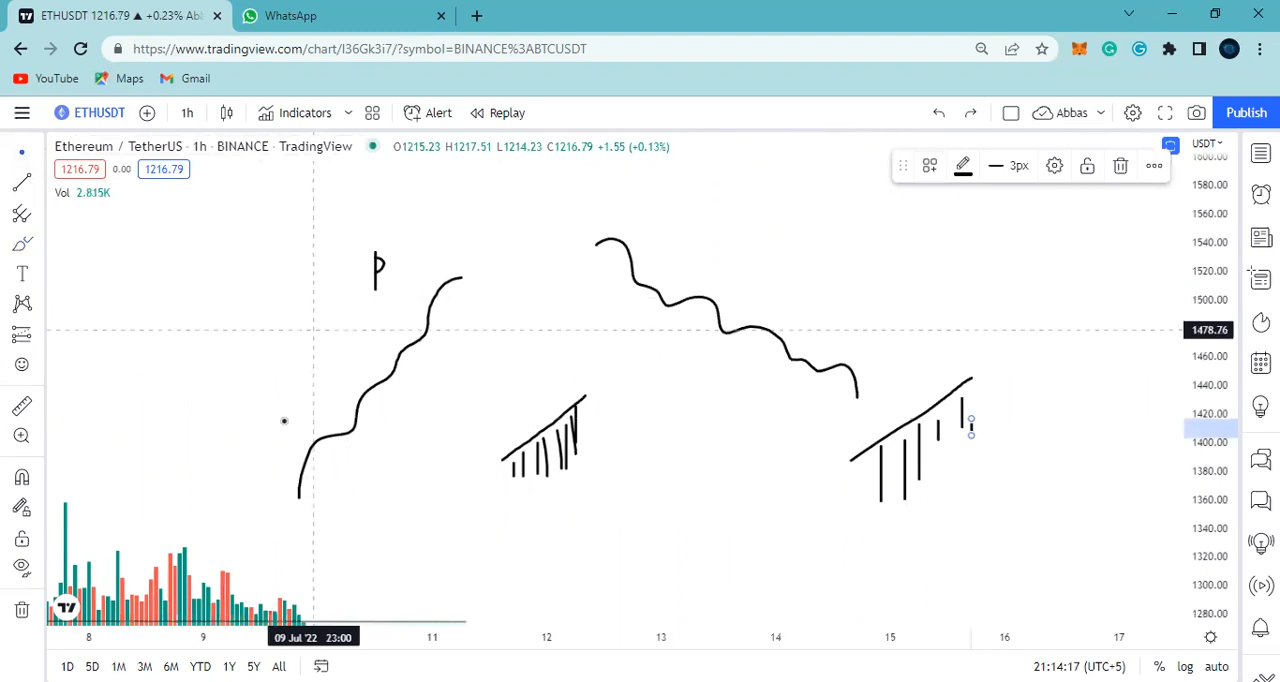 ETHUSDT 1216.79 ▲ +0.23% Ab
WhatsApp
https://www.tradingview.com/chart/I36Gk3i7/?symbol=BINANCE%3ABTCUSDT
YouTube Maps Gmail
ETHUSDT 1h Indicators Alert Replay Abbas Publish
Ethereum / TetherUS · 1h · BINANCE · TradingView O1215.23 H1217.51 L1214.23 C1216.79 +1.55 (+0.13%)
USDT
1216.79 0.00 1216.79
3px
Vol 2.815K
P
1600.00
1580.00
1560.00
1540.00
1520.00
1500.00
1478.76
1460.00
1440.00
1420.00
1400.00
1380.00
1360.00
1340.00
1320.00
1300.00
1280.00
8 9 09 Jul '22 23:00 11 12 13 14 15 16 17
1D 5D 1M 3M 6M YTD 1Y 5Y All 21:14:17 (UTC+5) % log auto